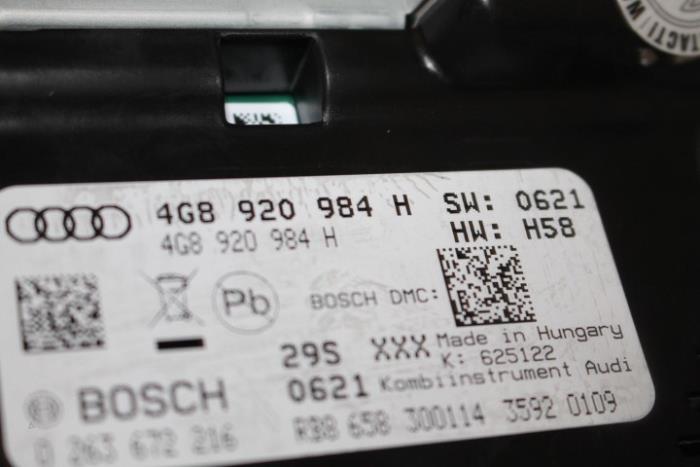 4G8 920 984 H SW: 0621
4G8 920 984 H HW: H58
Pb BOSCH DMC:
29S XXX Made in Hungary
K: 625122
BOSCH 0621 Kombiinstrument Audi
0 263 672 216 RB8 658 300114 3592 0109